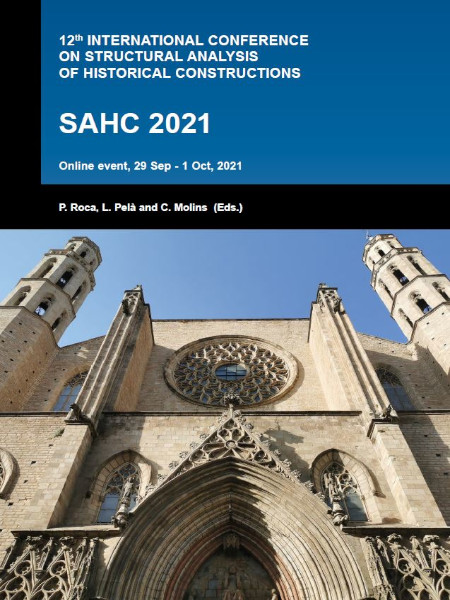 12th INTERNATIONAL CONFERENCE
ON STRUCTURAL ANALYSIS
OF HISTORICAL CONSTRUCTIONS
SAHC 2021
Online event, 29 Sep - 1 Oct, 2021
P. Roca, L. Pelà and C. Molins (Eds.)